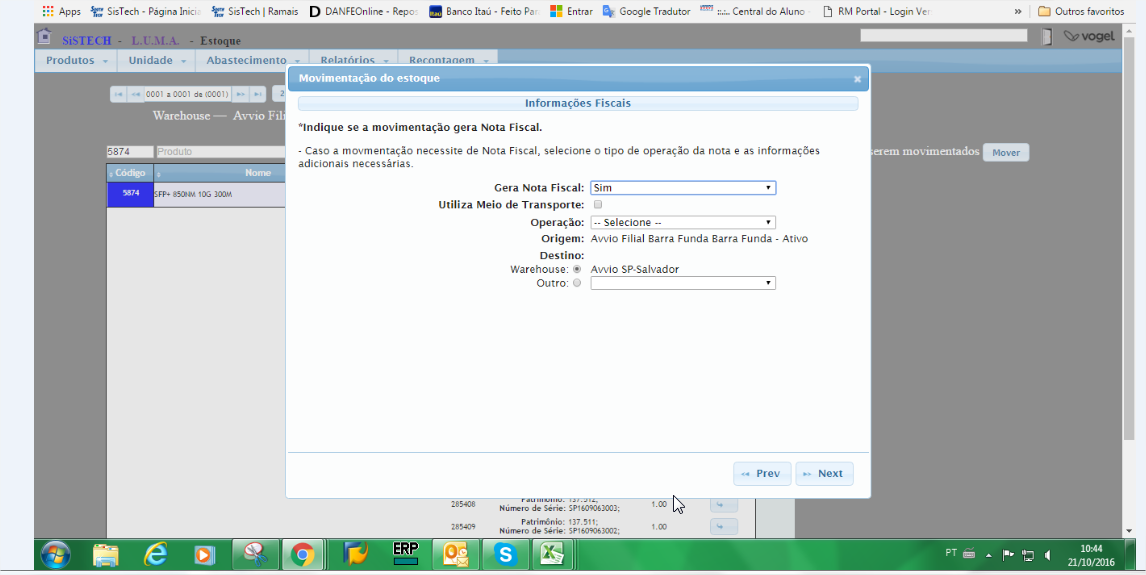 Apps SisTech - Página Inicia SisTech | Ramais DANFEOnline - Repos Banco Itaú - Feito Par Entrar Google Tradutor ::.... Central do Aluno RM Portal - Login Ver » Outros favoritos
SiSTECH - L.U.M.A. - Estoque
vogel
Produtos Unidade Abastecimento Relatórios Recontagem
Movimentação do estoque
0001 a 0001 de (0001) 2
Informações Fiscais
Warehouse — Avvio Fili
*Indique se a movimentação gera Nota Fiscal.
5874 Produto
- Caso a movmentação necessite de Nota Fiscal, selecione o tipo de operação da nota e as informações
adicionais necessárias.
serem movimentados Mover
Código Nome
5874 SFP+ 850NM 10G 300M
Gera Nota Fiscal: Sim
Utiliza Meio de Transporte:
Operação: -- Selecione --
Origem: Avvio Filial Barra Funda Barra Funda - Ativo
Destino:
Warehouse: Avvio SP-Salvador
Outro:
Prev Next
Patrimônio: 137.512;
285408 Número de Série: SP1609063003; 1.00
Patrimônio: 137.511;
285409 Número de Série: SP1609063002; 1.00
ERP
PT 10:44
21/10/2016